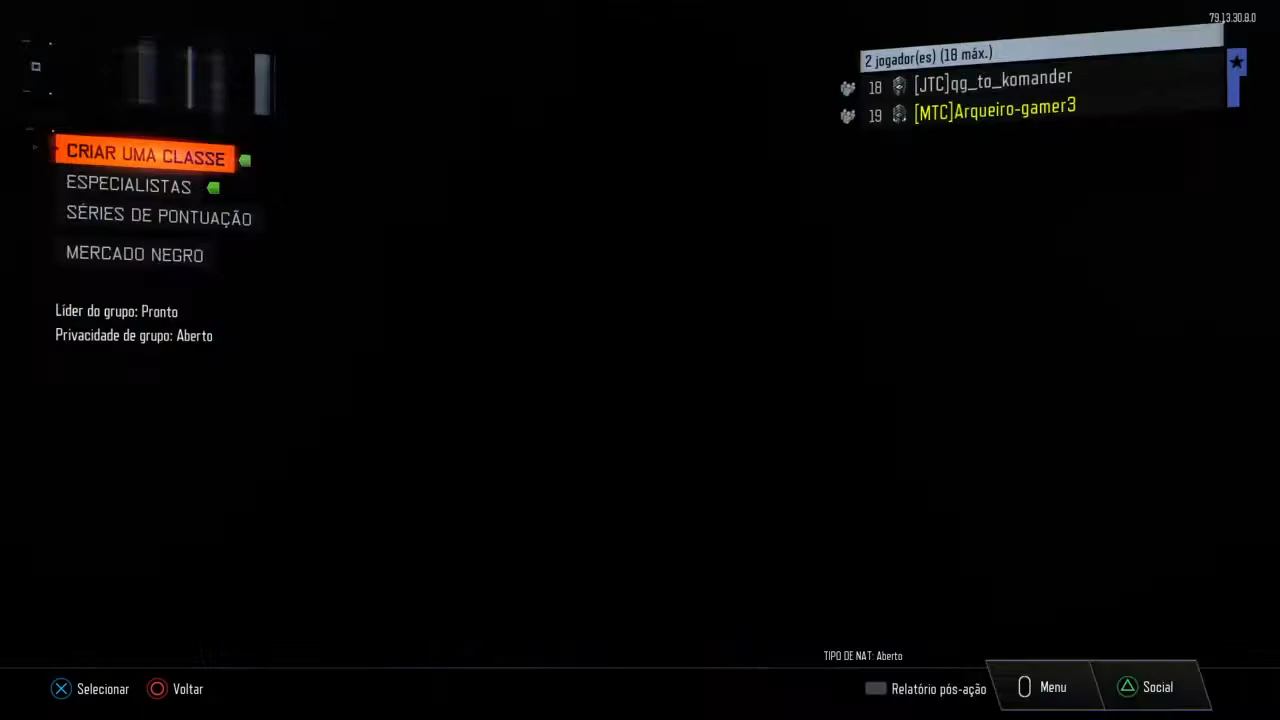 79.13.30.8.0
2 jogador(es) (18 máx.)
18 [JTC]qg_to_komander
19 [MTC]Arqueiro-gamer3
CRIAR UMA CLASSE
ESPECIALISTAS
SÉRIES DE PONTUAÇÃO
MERCADO NEGRO
Líder do grupo: Pronto
Privacidade de grupo: Aberto
TIPO DE NAT: Aberto
Selecionar Voltar Relatório pós-ação Menu Social